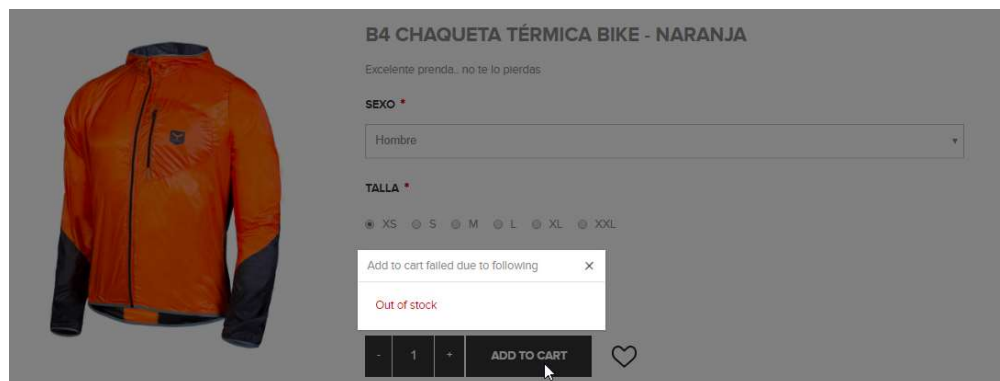 B4 CHAQUETA TÉRMICA BIKE - NARANJA
Excelente prenda.. no te lo pierdas
SEXO *
Hombre
TALLA *
XS S M L XL XXL
Add to cart failed due to following ×
Out of stock
- 1 + ADD TO CART